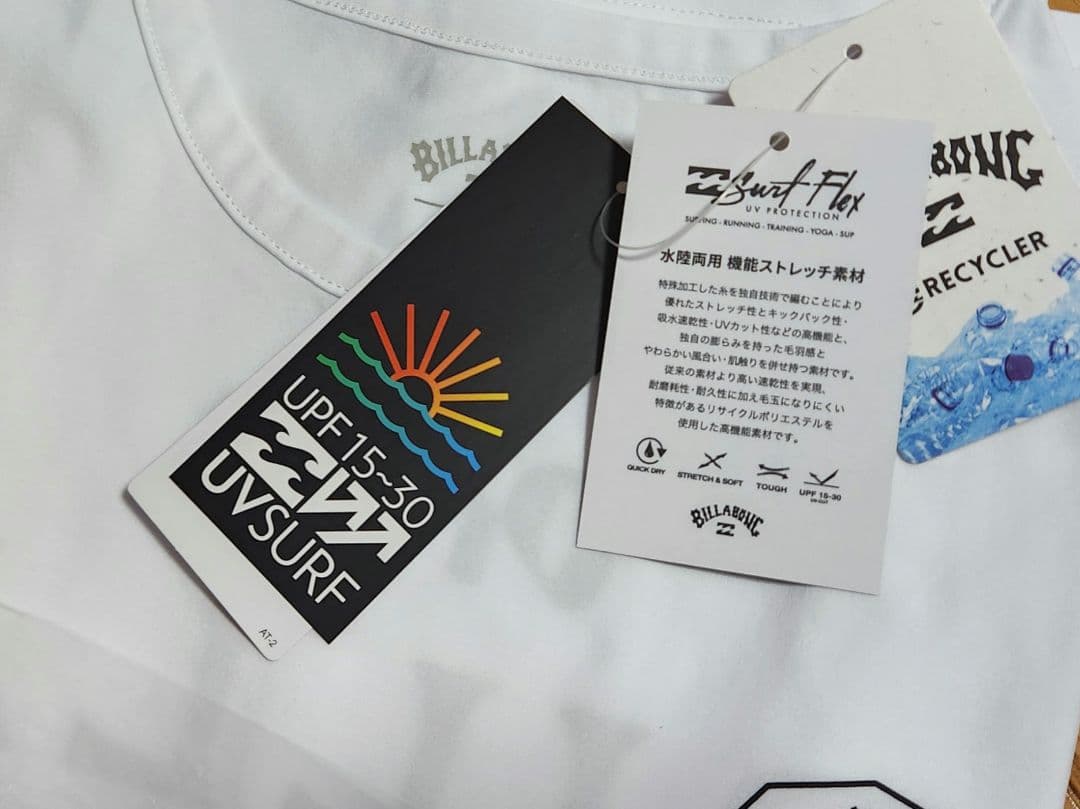 BILLA
UPF 15~30
UVSURF
AT-2
Surf Flex
UV PROTECTION
SURFING - RUNNING - TRAINING - YOGA - SUP
水陸両用 機能ストレッチ素材
特殊加工した糸を独自技術で編むことにより
優れたストレッチ性とキックバック性・
吸水速乾性・UVカット性などの高機能と、
独自の膨らみを持った毛羽感と
やわらかい風合い・肌触りを併せ持つ素材です。
従来の素材より高い速乾性を実現、
耐磨耗性・耐久性に加え毛玉になりにくい
特徴があるリサイクルポリエステルを
使用した高機能素材です。
QUICK DRY
STRETCH & SOFT
TOUGH
UPF 15-30
UV-CUT
BILLABONG
ABONG
RECYCLER